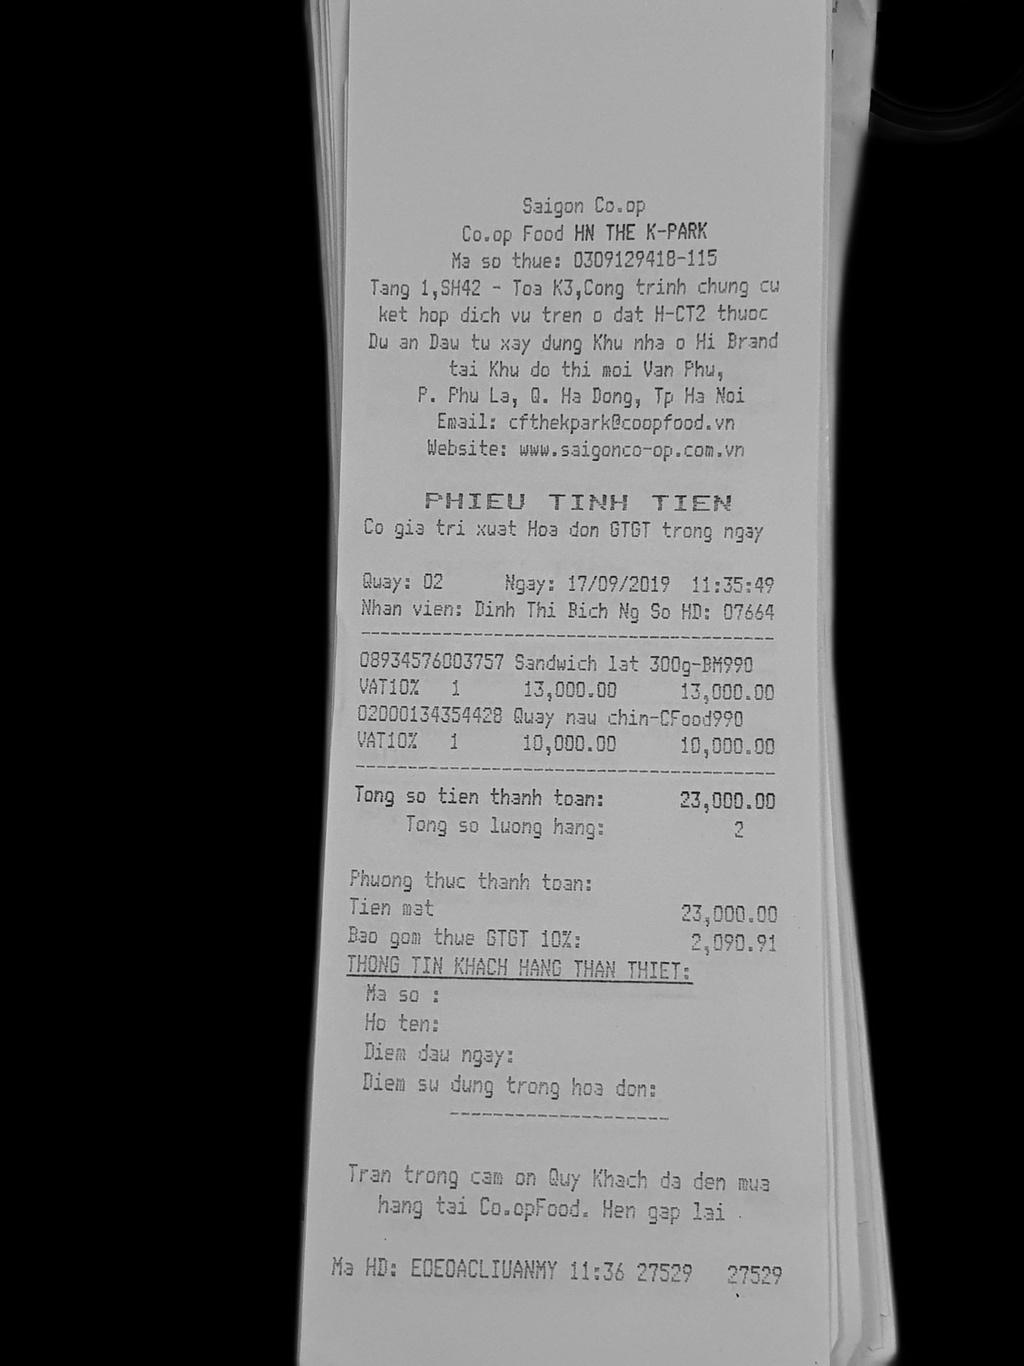 Saigon Co.op
Co.op Food HN THE K-PARK
Ma so thue: 0309129418-115
Tang 1,SH42 - Toa K3,Cong trinh chung cu
ket hop dich vu tren o dat H-CT2 thuoc
Du an Dau tu xay dung Khu nha o Hi Brand
tai Khu do thi moi Van Phu,
P. Phu La, Q. Ha Dong, Tp Ha Noi
Email: cfthekpark@coopfood.vn
Website: www.saigonco-op.com.vn
PHIEU TINH TIEN
Co gia tri xuat Hoa don GTGT trong ngay
Quay: 02 Ngay: 17/09/2019 11:35:49
Nhan vien: Dinh Thi Bich Ng So HD: 07664
08934576003757 Sandwich lat 300g-BM990
VAT10% 1 13,000.00 13,000.00
02000134354428 Quay nau chin-CFood990
VAT10% 1 10,000.00 10,000.00
Tong so tien thanh toan: 23,000.00
Tong so luong hang: 2
Phuong thuc thanh toan:
Tien mat 23,000.00
Bao gom thue GTGT 10%: 2,090.91
THONG TIN KHACH HANG THAN THIET:
Ma so :
Ho ten:
Diem dau ngay:
Diem su dung trong hoa don:
Tran trong cam on Quy Khach da den mua
hang tai Co.opFood. Hen gap lai .
Ma HD: EOEOACLIUANMY 11:36 27529 27529